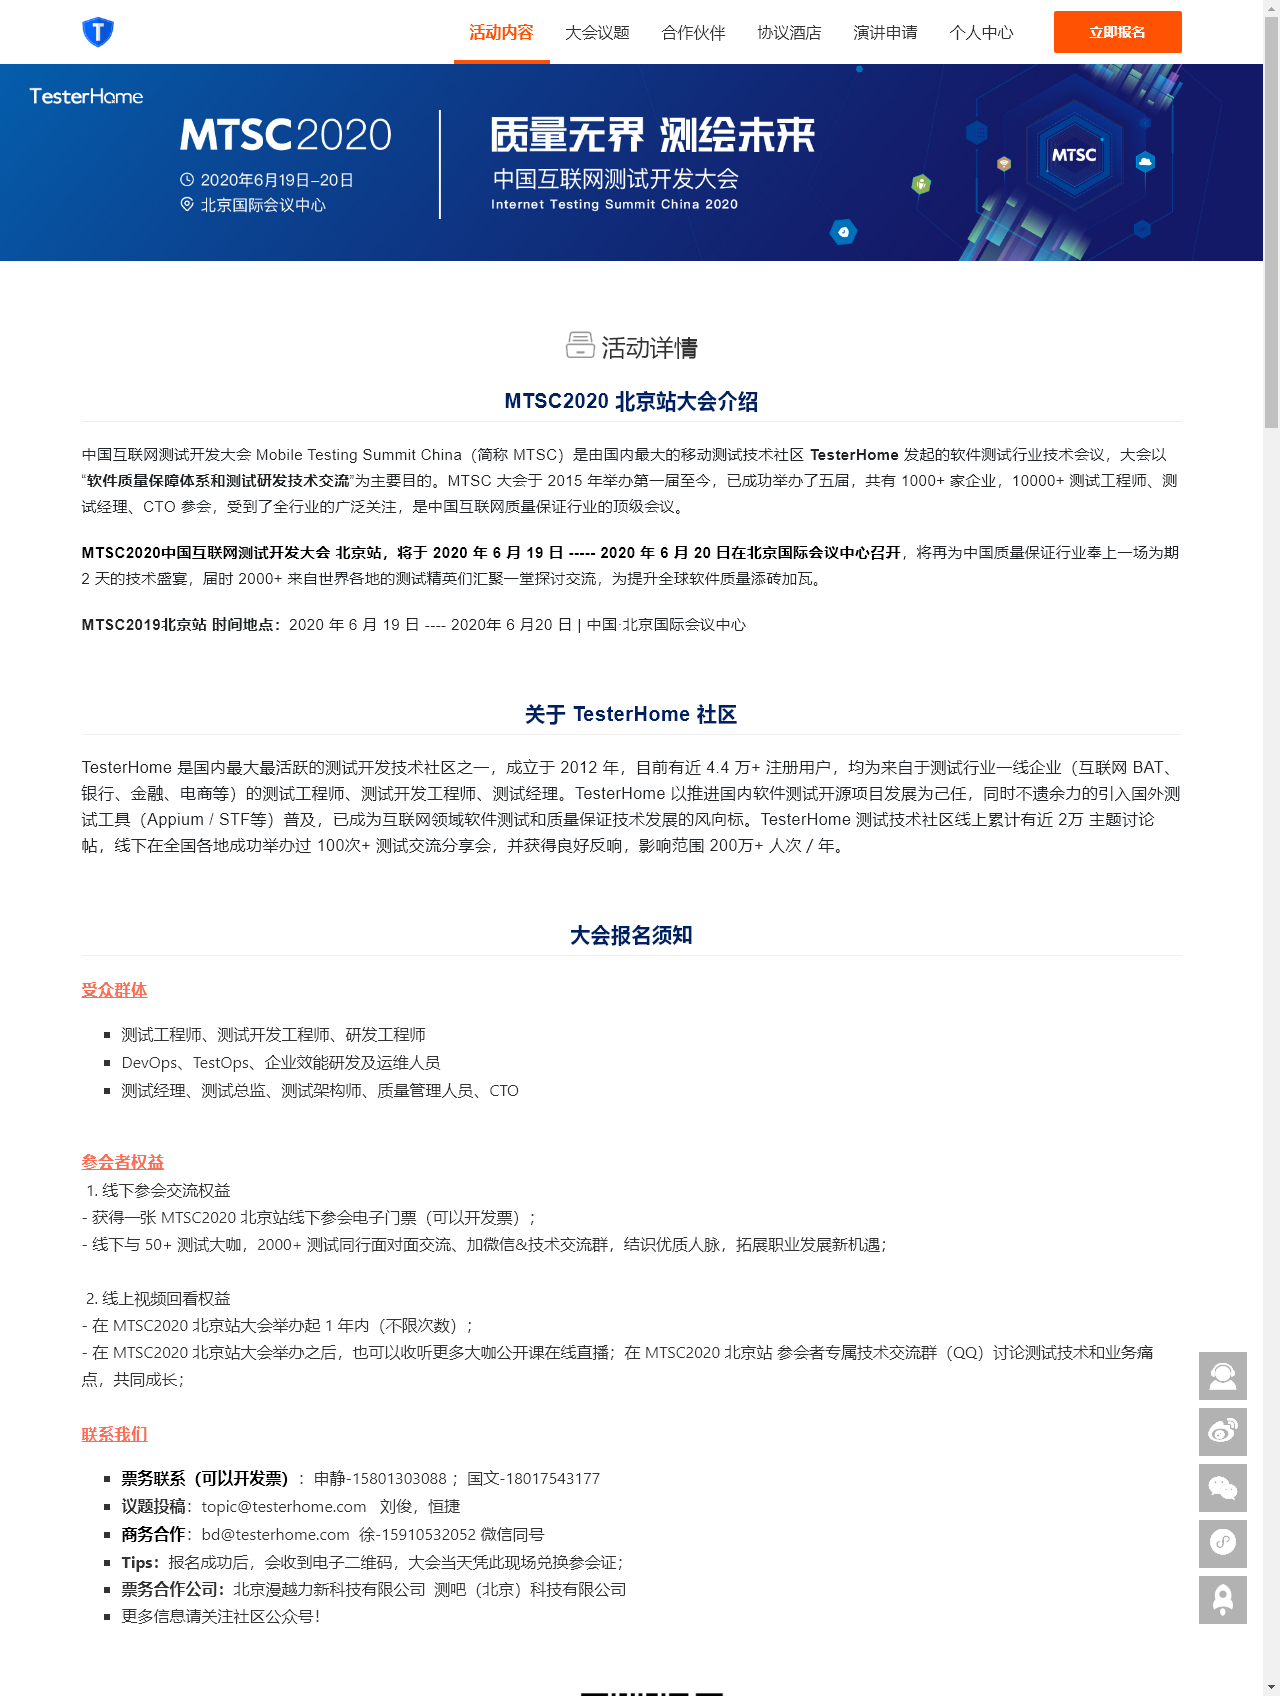 活动内容 大会议题 合作伙伴 协议酒店 演讲申请 个人中心 立即报名
TesterHome
MTSC2020
2020年6月19日-20日
北京国际会议中心
质量无界 测绘未来
中国互联网测试开发大会
Internet Testing Summit China 2020
MTSC
活动详情
MTSC2020 北京站大会介绍
中国互联网测试开发大会 Mobile Testing Summit China（简称 MTSC）是由国内最大的移动测试技术社区 TesterHome 发起的软件测试行业技术会议，大会以
“软件质量保障体系和测试研发技术交流”为主要目的。MTSC 大会于 2015 年举办第一届至今，已成功举办了五届，共有 1000+ 家企业，10000+ 测试工程师、测
试经理、CTO 参会，受到了全行业的广泛关注，是中国互联网质量保证行业的顶级会议。
MTSC2020中国互联网测试开发大会 北京站，将于 2020 年 6 月 19 日 ----- 2020 年 6 月 20 日在北京国际会议中心召开，将再为中国质量保证行业奉上一场为期
2 天的技术盛宴，届时 2000+ 来自世界各地的测试精英们汇聚一堂探讨交流，为提升全球软件质量添砖加瓦。
MTSC2019北京站 时间地点：2020 年 6 月 19 日 ---- 2020年 6 月20 日 | 中国·北京国际会议中心
关于 TesterHome 社区
TesterHome 是国内最大最活跃的测试开发技术社区之一，成立于 2012 年，目前有近 4.4 万+ 注册用户，均为来自于测试行业一线企业（互联网 BAT、
银行、金融、电商等）的测试工程师、测试开发工程师、测试经理。TesterHome 以推进国内软件测试开源项目发展为己任，同时不遗余力的引入国外测
试工具（Appium / STF等）普及，已成为互联网领域软件测试和质量保证技术发展的风向标。TesterHome 测试技术社区线上累计有近 2万 主题讨论
帖，线下在全国各地成功举办过 100次+ 测试交流分享会，并获得良好反响，影响范围 200万+ 人次 / 年。
大会报名须知
受众群体
测试工程师、测试开发工程师、研发工程师
DevOps、TestOps、企业效能研发及运维人员
测试经理、测试总监、测试架构师、质量管理人员、CTO
参会者权益
1. 线下参会交流权益
- 获得一张 MTSC2020 北京站线下参会电子门票（可以开发票）；
- 线下与 50+ 测试大咖，2000+ 测试同行面对面交流、加微信&技术交流群，结识优质人脉，拓展职业发展新机遇；
2. 线上视频回看权益
- 在 MTSC2020 北京站大会举办起 1 年内（不限次数）；
- 在 MTSC2020 北京站大会举办之后，也可以收听更多大咖公开课在线直播；在 MTSC2020 北京站 参会者专属技术交流群（QQ）讨论测试技术和业务痛
点，共同成长；
联系我们
票务联系（可以开发票）：申静-15801303088 ；国文-18017543177
议题投稿：topic@testerhome.com 刘俊，恒捷
商务合作：bd@testerhome.com 徐-15910532052 微信同号
Tips：报名成功后，会收到电子二维码，大会当天凭此现场兑换参会证；
票务合作公司：北京漫越力新科技有限公司 测吧（北京）科技有限公司
更多信息请关注社区公众号！